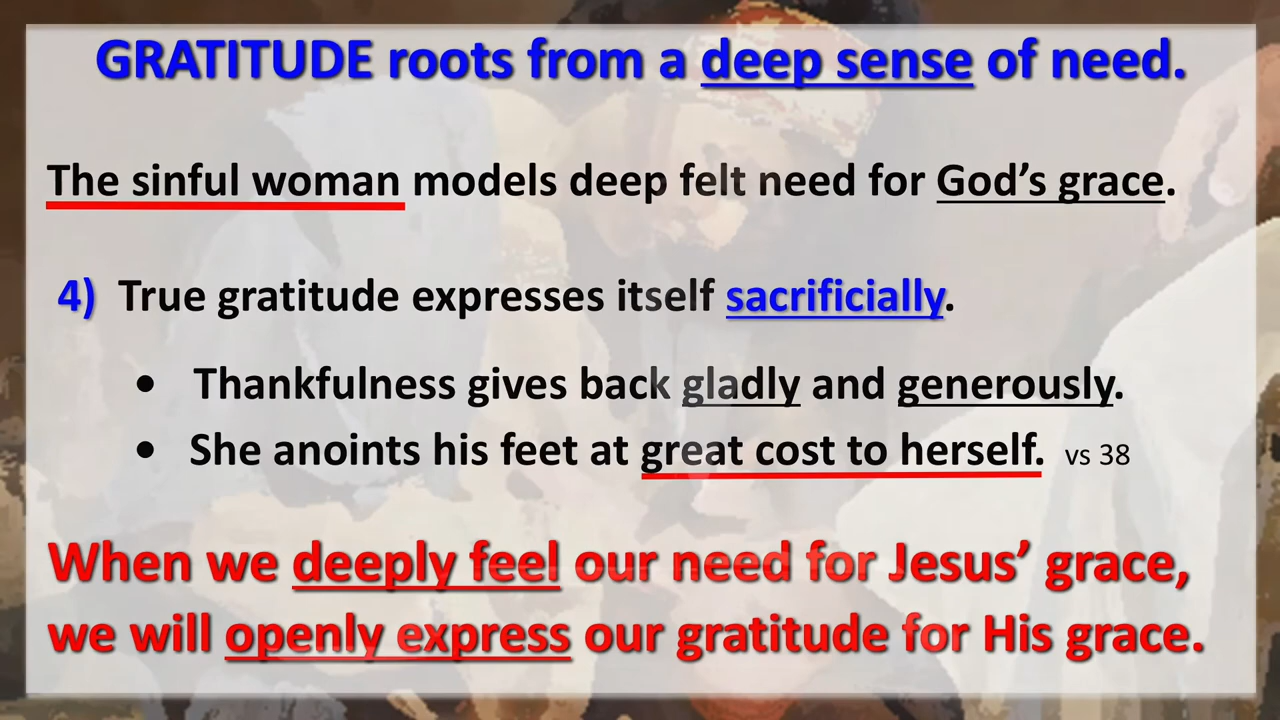 GRATITUDE roots from a deep sense of need.
The sinful woman models deep felt need for God’s grace.
4) True gratitude expresses itself sacrificially.
• Thankfulness gives back gladly and generously.
• She anoints his feet at great cost to herself. vs 38
When we deeply feel our need for Jesus’ grace,
we will openly express our gratitude for His grace.